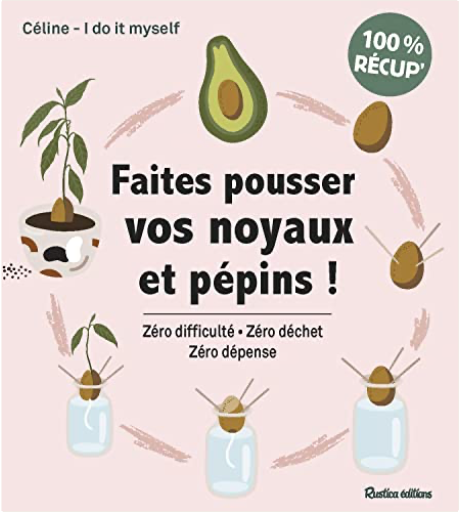 Céline - I do it myself
100 %
RÉCUP'
Faites pousser
vos noyaux
et pépins !
Zéro difficulté • Zéro déchet
Zéro dépense
Rustica éditions